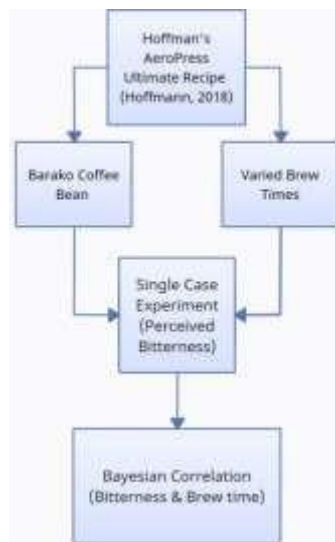 Hoffman's
AeroPress
Ultimate Recipe
(Hoffmann, 2018)
Barako Coffee
Bean
Varied Brew
Times
Single Case
Experiment
(Perceived
Bitterness)
Bayesian Correlation
(Bitterness & Brew time)